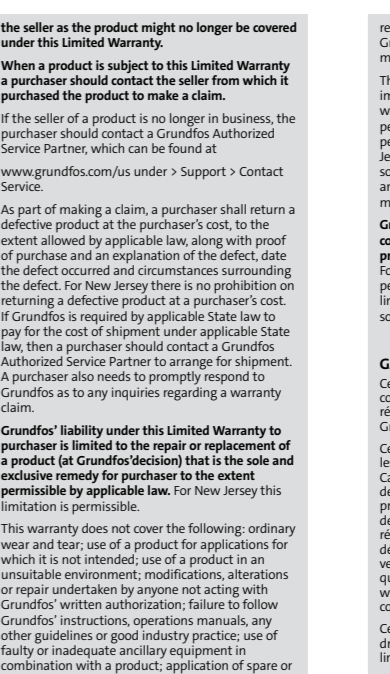 the seller as the product might no longer be covered
under this Limited Warranty.
When a product is subject to this Limited Warranty
a purchaser should contact the seller from which it
purchased the product to make a claim.
If the seller of a product is no longer in business, the
purchaser should contact a Grundfos Authorized
Service Partner, which can be found at
www.grundfos.com/us under > Support > Contact
Service.
As part of making a claim, a purchaser shall return a
defective product at the purchaser's cost, to the
extent allowed by applicable law, along with proof
of purchase and an explanation of the defect, date
the defect occurred and circumstances surrounding
the defect. For New Jersey there is no prohibition on
returning a defective product at a purchaser's cost.
If Grundfos is required by applicable State law to
pay for the cost of shipment under applicable State
law, then a purchaser should contact a Grundfos
Authorized Service Partner to arrange for shipment.
A purchaser also needs to promptly respond to
Grundfos as to any inquiries regarding a warranty
claim.
Grundfos' liability under this Limited Warranty to
purchaser is limited to the repair or replacement of
a product (at Grundfos'decision) that is the sole and
exclusive remedy for purchaser to the extent
permissible by applicable law. For New Jersey this
limitation is permissible.
This warranty does not cover the following: ordinary
wear and tear; use of a product for applications for
which it is not intended; use of a product in an
unsuitable environment; modifications, alterations
or repair undertaken by anyone not acting with
Grundfos' written authorization; failure to follow
Grundfos' instructions, operations manuals, any
other guidelines or good industry practice; use of
faulty or inadequate ancillary equipment in
combination with a product; application of spare or